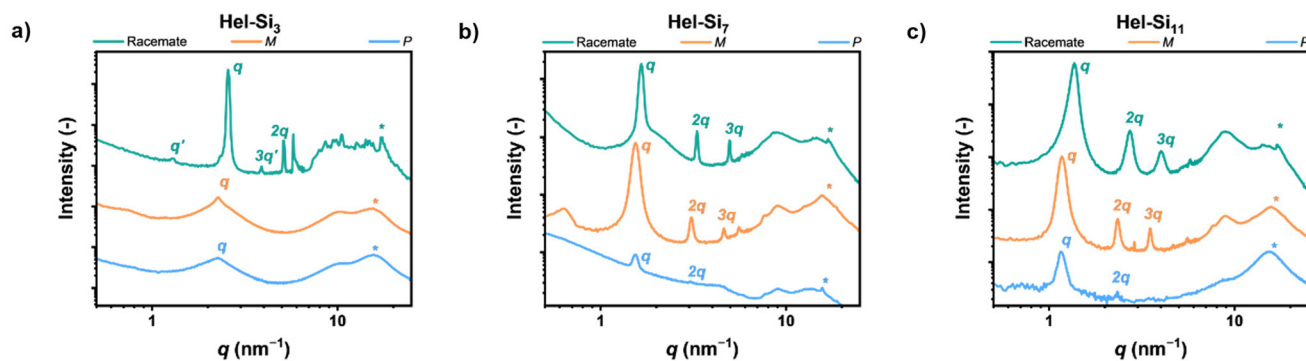 a)
Hel-Si₃
Racemate M P
Intensity (-)
q
q'
3q'
2q
*
q
*
q
*
1 10
q (nm⁻¹)
b)
Hel-Si₇
Racemate M P
Intensity (-)
q
2q
3q
*
q
2q
3q
*
q
2q
*
1 10
q (nm⁻¹)
c)
Hel-Si₁₁
Racemate M P
Intensity (-)
q
2q
3q
*
q
2q
3q
*
q
2q
*
1 10
q (nm⁻¹)